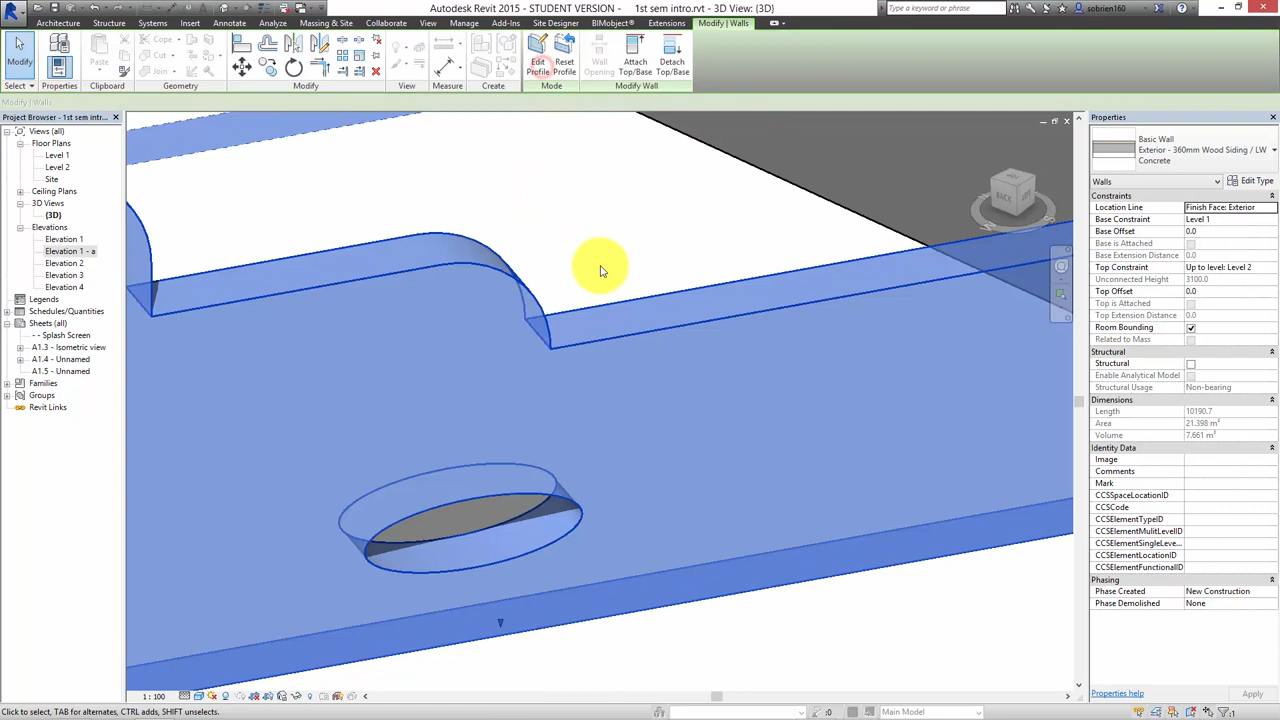 Autodesk Revit 2015 - STUDENT VERSION - 1st sem intro.rvt - 3D View: {3D}
Type a keyword or phrase
sobrien160
Architecture Structure Systems Insert Annotate Analyze Massing & Site Collaborate View Manage Add-Ins Site Designer BIMobject® Extensions Modify | Walls
Modify
Paste
Cope
Cut
Join
Edit Profile
Reset Profile
Wall Opening
Attach Top/Base
Detach Top/Base
Select Properties Clipboard Geometry Modify View Measure Create Mode Modify Wall
Modify | Walls
Project Browser - 1st sem intr...
Views (all)
Floor Plans
Level 1
Level 2
Site
Ceiling Plans
3D Views
{3D}
Elevations
Elevation 1
Elevation 1 - a
Elevation 2
Elevation 3
Elevation 4
Legends
Schedules/Quantities
Sheets (all)
- - Splash Screen
A1.3 - Isometric view
A1.4 - Unnamed
A1.5 - Unnamed
Families
Groups
Revit Links
BACK
Properties
Basic Wall
Exterior - 360mm Wood Siding / LW
Concrete
Walls Edit Type
Constraints
Location Line Finish Face: Exterior
Base Constraint Level 1
Base Offset 0.0
Base is Attached
Base Extension Distance 0.0
Top Constraint Up to level: Level 2
Unconnected Height 3100.0
Top Offset 0.0
Top is Attached
Top Extension Distance 0.0
Room Bounding
Related to Mass
Structural
Structural
Enable Analytical Model
Structural Usage Non-bearing
Dimensions
Length 10190.7
Area 21.398 m²
Volume 7.661 m³
Identity Data
Image
Comments
Mark
CCSSpaceLocationID
CCSCode
CCSElementTypeID
CCSElementMulitLevelID
CCSElementSingleLeve...
CCSElementLocationID
CCSElementFunctionalID
Phasing
Phase Created New Construction
Phase Demolished None
Properties help Apply
1 : 100
Click to select, TAB for alternates, CTRL adds, SHIFT unselects.
:0
Main Model
:1